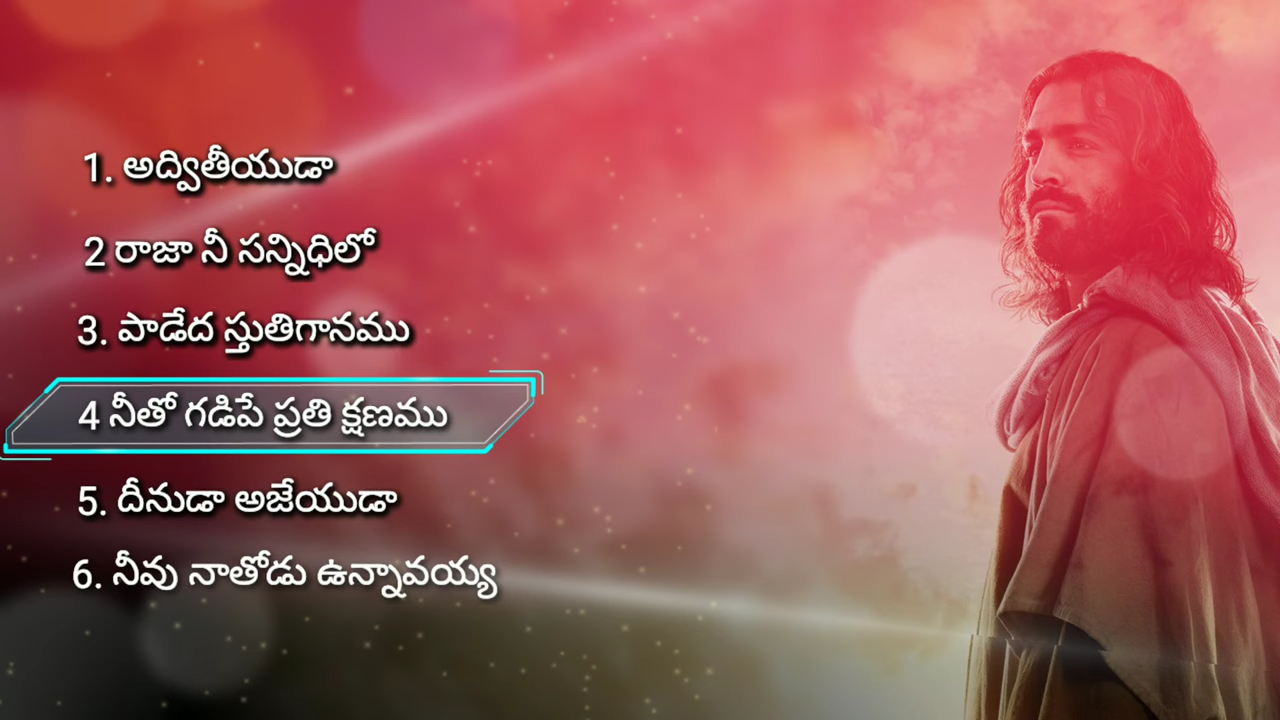 1. అద్వితీయుడా
2 రాజా నీ సన్నిధిలో
3. పాడేద స్తుతిగానము
4 నీతో గడిపే ప్రతి క్షణము
5. దీనుడా అజేయుడా
6. నీవు నాతోడు ఉన్నావయ్య